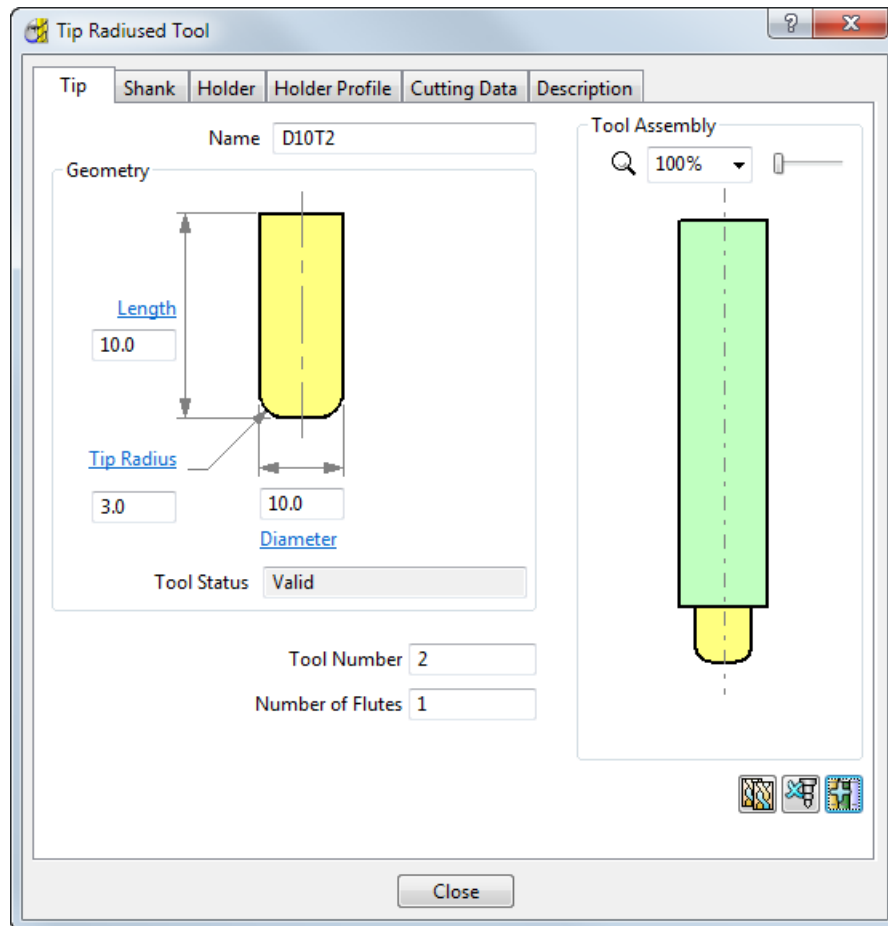 Tip Radiused Tool
?
Tip Shank Holder Holder Profile Cutting Data Description
Name D10T2
Geometry
Length
10.0
Tip Radius
3.0
10.0
Diameter
Tool Status Valid
Tool Number 2
Number of Flutes 1
Tool Assembly
100%
Close